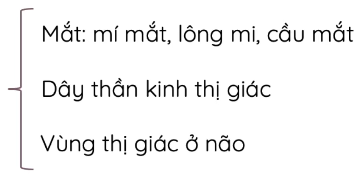 Mắt: mí mắt, lông mi, cầu mắt
Dây thần kinh thị giác
Vùng thị giác ở não